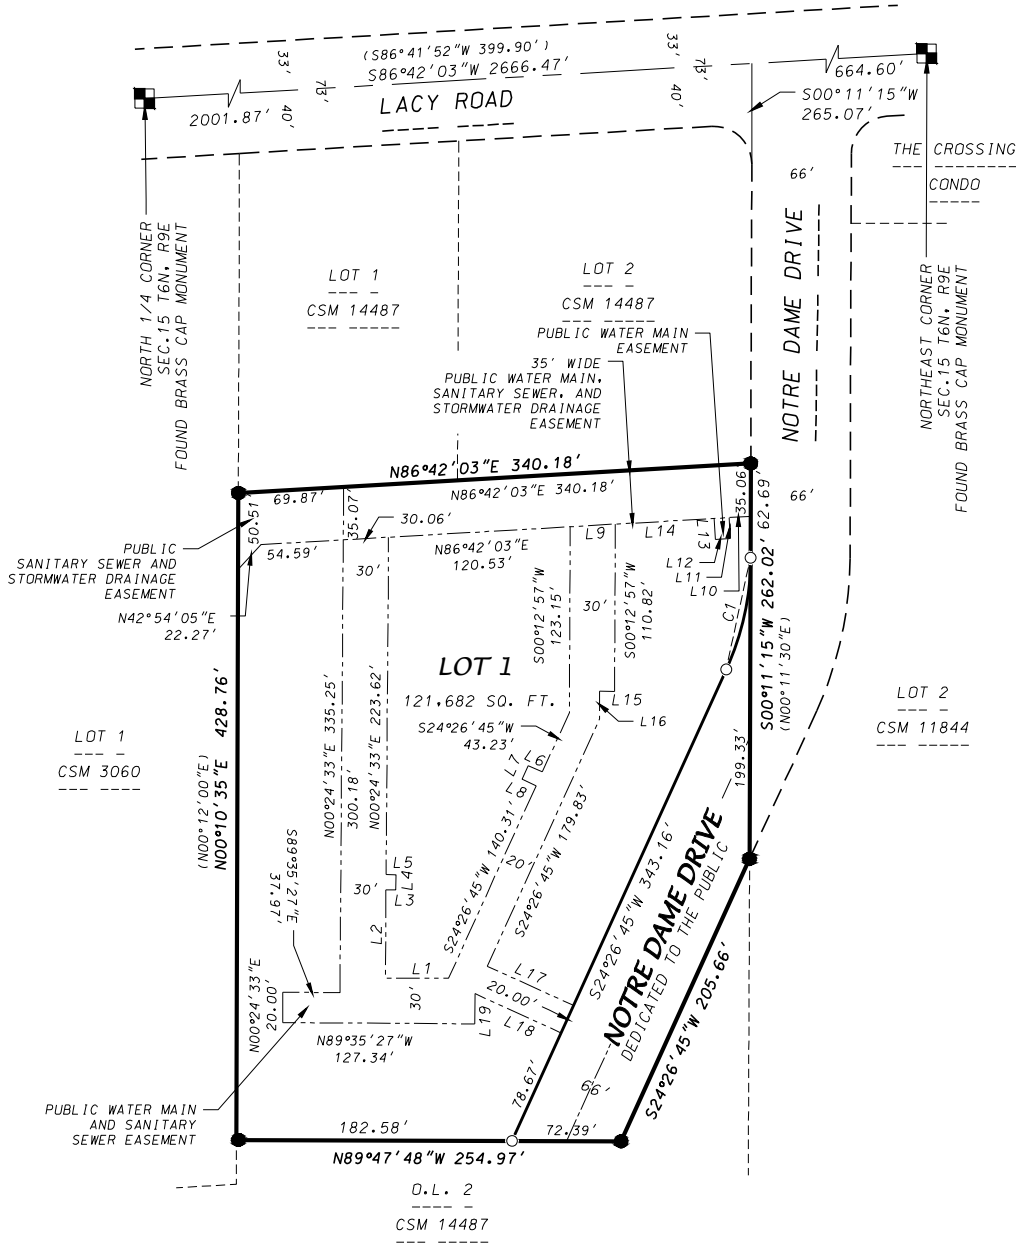 (S86°41'52"W 399.90')
S86°42'03"W 2666.47'
LACY ROAD
33'
73'
40'
33'
73'
40'
2001.87'
664.60'
S00°11'15"W
265.07'
THE CROSSING
CONDO
66'
NOTRE DAME DRIVE
66'
NORTH 1/4 CORNER
SEC.15 T6N, R9E
FOUND BRASS CAP MONUMENT
NORTHEAST CORNER
SEC.15 T6N, R9E
FOUND BRASS CAP MONUMENT
LOT 1
CSM 14487
LOT 2
CSM 14487
PUBLIC WATER MAIN
EASEMENT
35' WIDE
PUBLIC WATER MAIN,
SANITARY SEWER, AND
STORMWATER DRAINAGE
EASEMENT
N86°42'03"E 340.18'
N86°42'03"E 340.18'
69.87'
50.51
35.07'
30.06'
54.59'
30'
N86°42'03"E
120.53'
L9
L14
L13
L12
L11
L10
35.06'
62.69'
C1
PUBLIC
SANITARY SEWER AND
STORMWATER DRAINAGE
EASEMENT
N42°54'05"E
22.27'
S00°12'57"W
123.15'
30'
S00°12'57"W
110.82'
S00°11'15"W 262.02'
(N00°11'30"E)
199.33'
LOT 1
121,682 SQ. FT.
L15
L16
S24°26'45"W
43.23'
L6
L7
L8
LOT 1
CSM 3060
LOT 2
CSM 11844
(N00°12'00"E)
N00°10'35"E 428.76'
N00°24'33"E 335.25'
300.18'
N00°24'33"E 223.62'
L5
L4
L3
30'
L2
L1
30'
S24°26'45"W 140.31'
S24°26'45"W 179.83'
20'
S24°26'45"W 343.16'
NOTRE DAME DRIVE
DEDICATED TO THE PUBLIC
S24°26'45"W 205.66'
S89°35'27"E
37.97'
N00°24'33"E
20.00'
N89°35'27"W
127.34'
L17
20.00'
L18
L19
78.67'
66'
PUBLIC WATER MAIN
AND SANITARY
SEWER EASEMENT
182.58'
72.39'
N89°47'48"W 254.97'
O.L. 2
CSM 14487